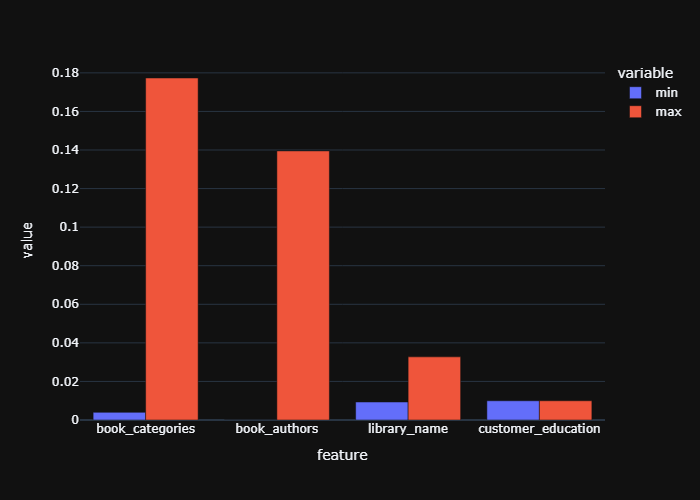 variable
min
max
0.18
0.16
0.14
0.12
0.1
0.08
0.06
0.04
0.02
0
value
book_categories
book_authors
library_name
customer_education
feature